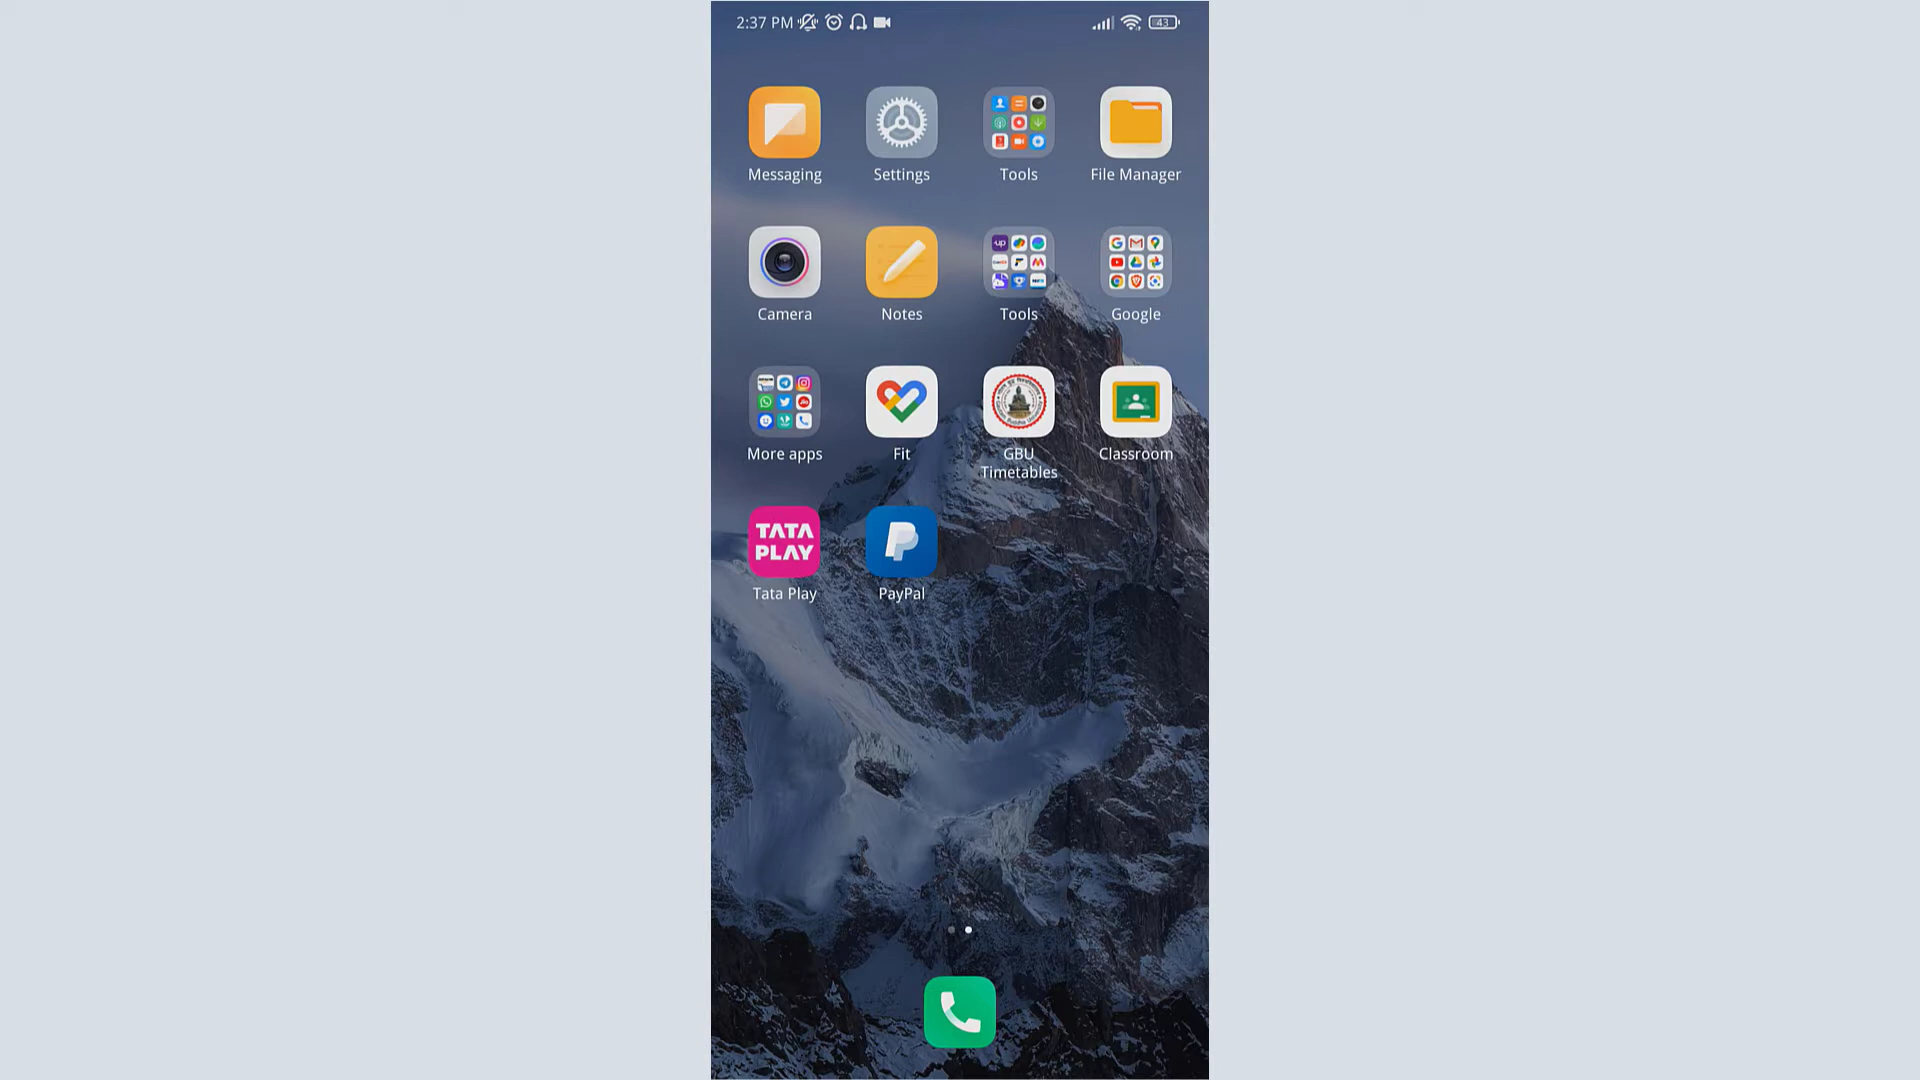 2:37 PM
43
Messaging
Settings
Tools
File Manager
Camera
Notes
Tools
Google
More apps
Fit
GBU
Timetables
Classroom
TATA
PLAY
Tata Play
PayPal